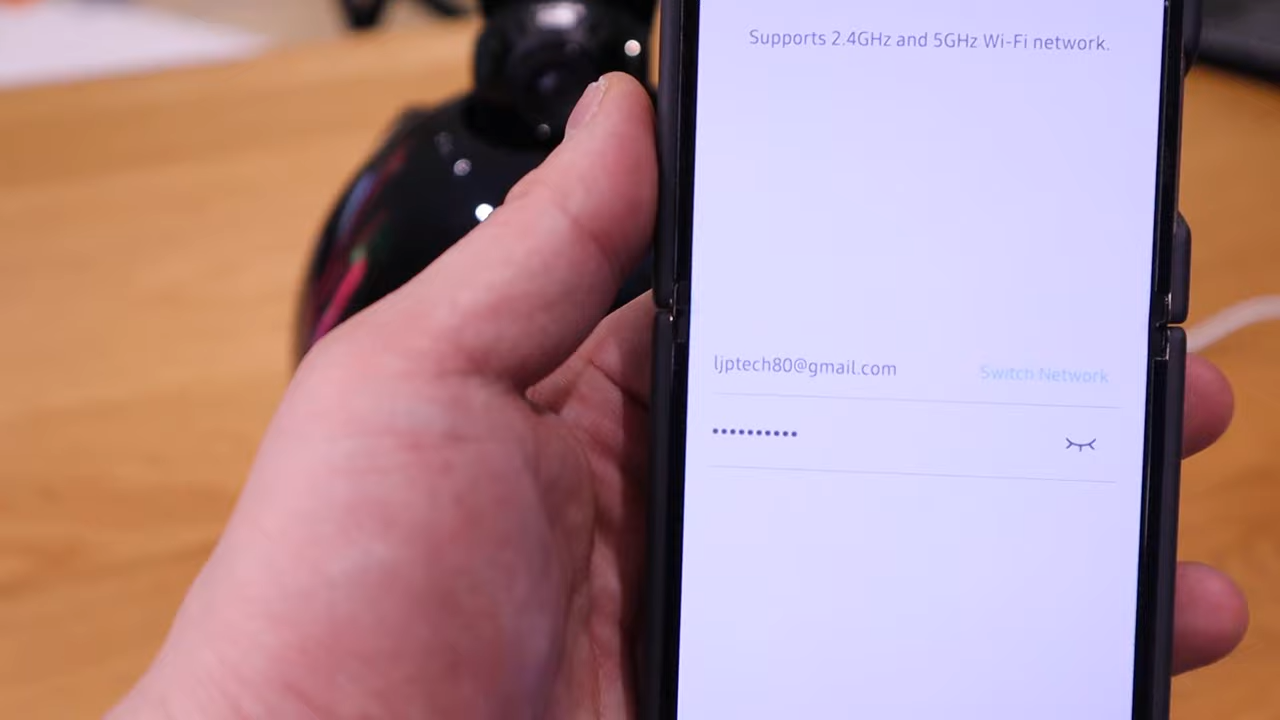 Supports 2.4GHz and 5GHz Wi-Fi network.
ljptech80@gmail.com Switch Network
••••••••••